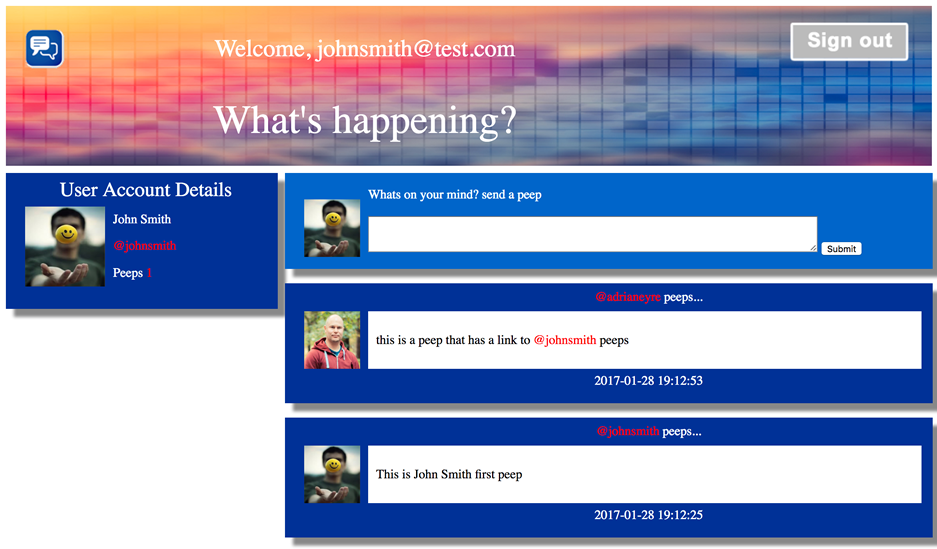 Welcome, johnsmith@test.com
Sign out
What's happening?
User Account Details
John Smith
@johnsmith
Peeps 1
Whats on your mind? send a peep
Submit
@adrianeyre peeps...
this is a peep that has a link to @johnsmith peeps
2017-01-28 19:12:53
@johnsmith peeps...
This is John Smith first peep
2017-01-28 19:12:25